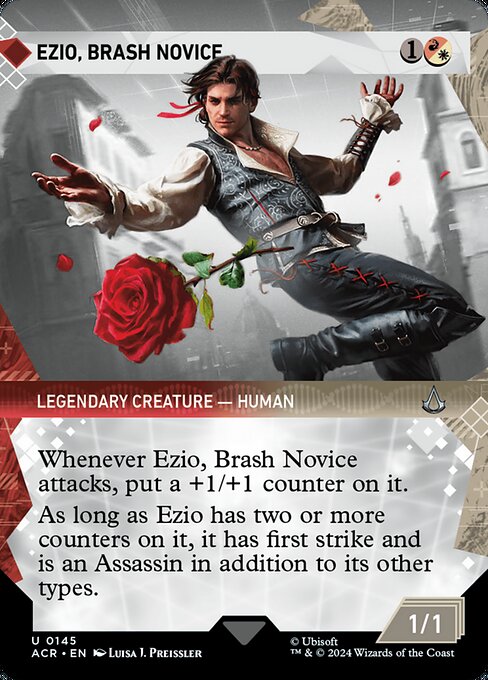 EZIO, BRASH NOVICE
1
LEGENDARY CREATURE — HUMAN
Whenever Ezio, Brash Novice
attacks, put a +1/+1 counter on it.
As long as Ezio has two or more
counters on it, it has first strike and
is an Assassin in addition to its other
types.
1/1
U 0145
ACR • EN LUISA J. PREISSLER
© Ubisoft
™ & © 2024 Wizards of the Coast